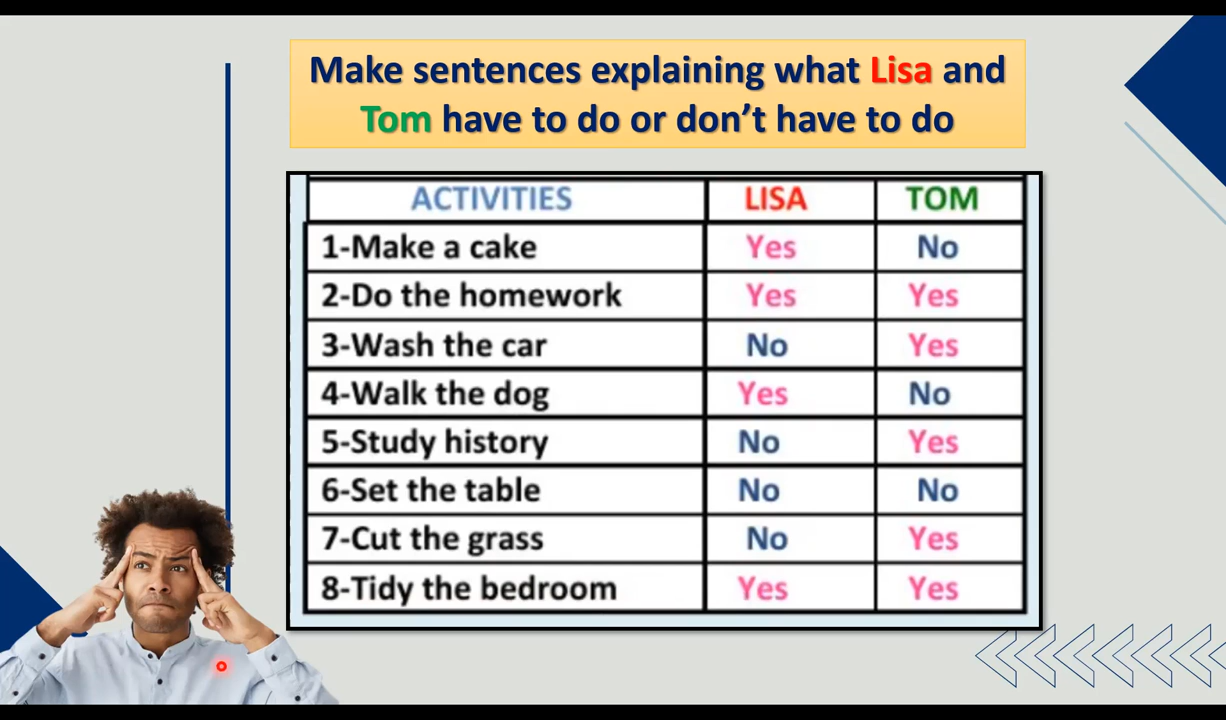 Make sentences explaining what Lisa and
Tom have to do or don’t have to do
ACTIVITIES LISA TOM
1-Make a cake Yes No
2-Do the homework Yes Yes
3-Wash the car No Yes
4-Walk the dog Yes No
5-Study history No Yes
6-Set the table No No
7-Cut the grass No Yes
8-Tidy the bedroom Yes Yes